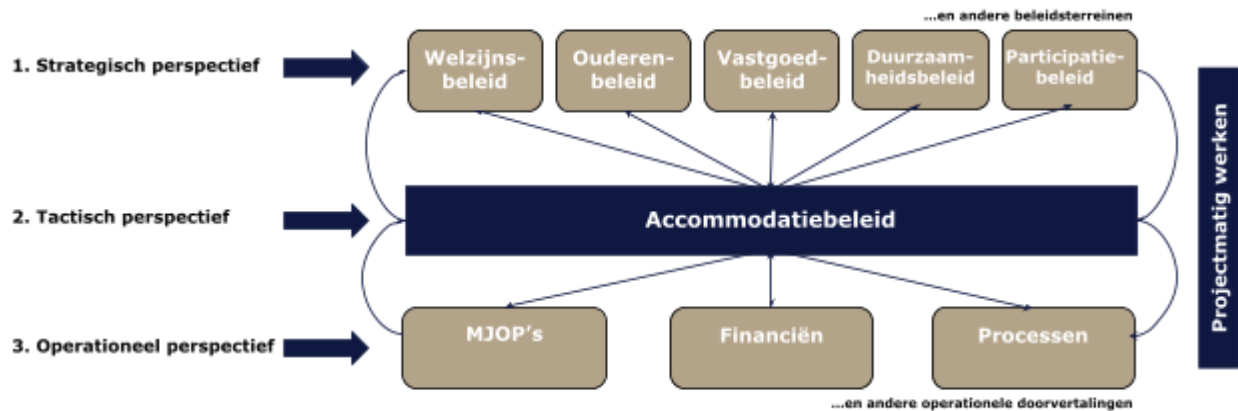 ...en andere beleidsterreinen
1. Strategisch perspectief
Welzijns-
beleid
Ouderen-
beleid
Vastgoed-
beleid
Duurzaam-
heidsbeleid
Participatie-
beleid
2. Tactisch perspectief
Accommodatiebeleid
3. Operationeel perspectief
MJOP's
Financiën
Processen
...en andere operationele doorvertalingen
Projectmatig werken